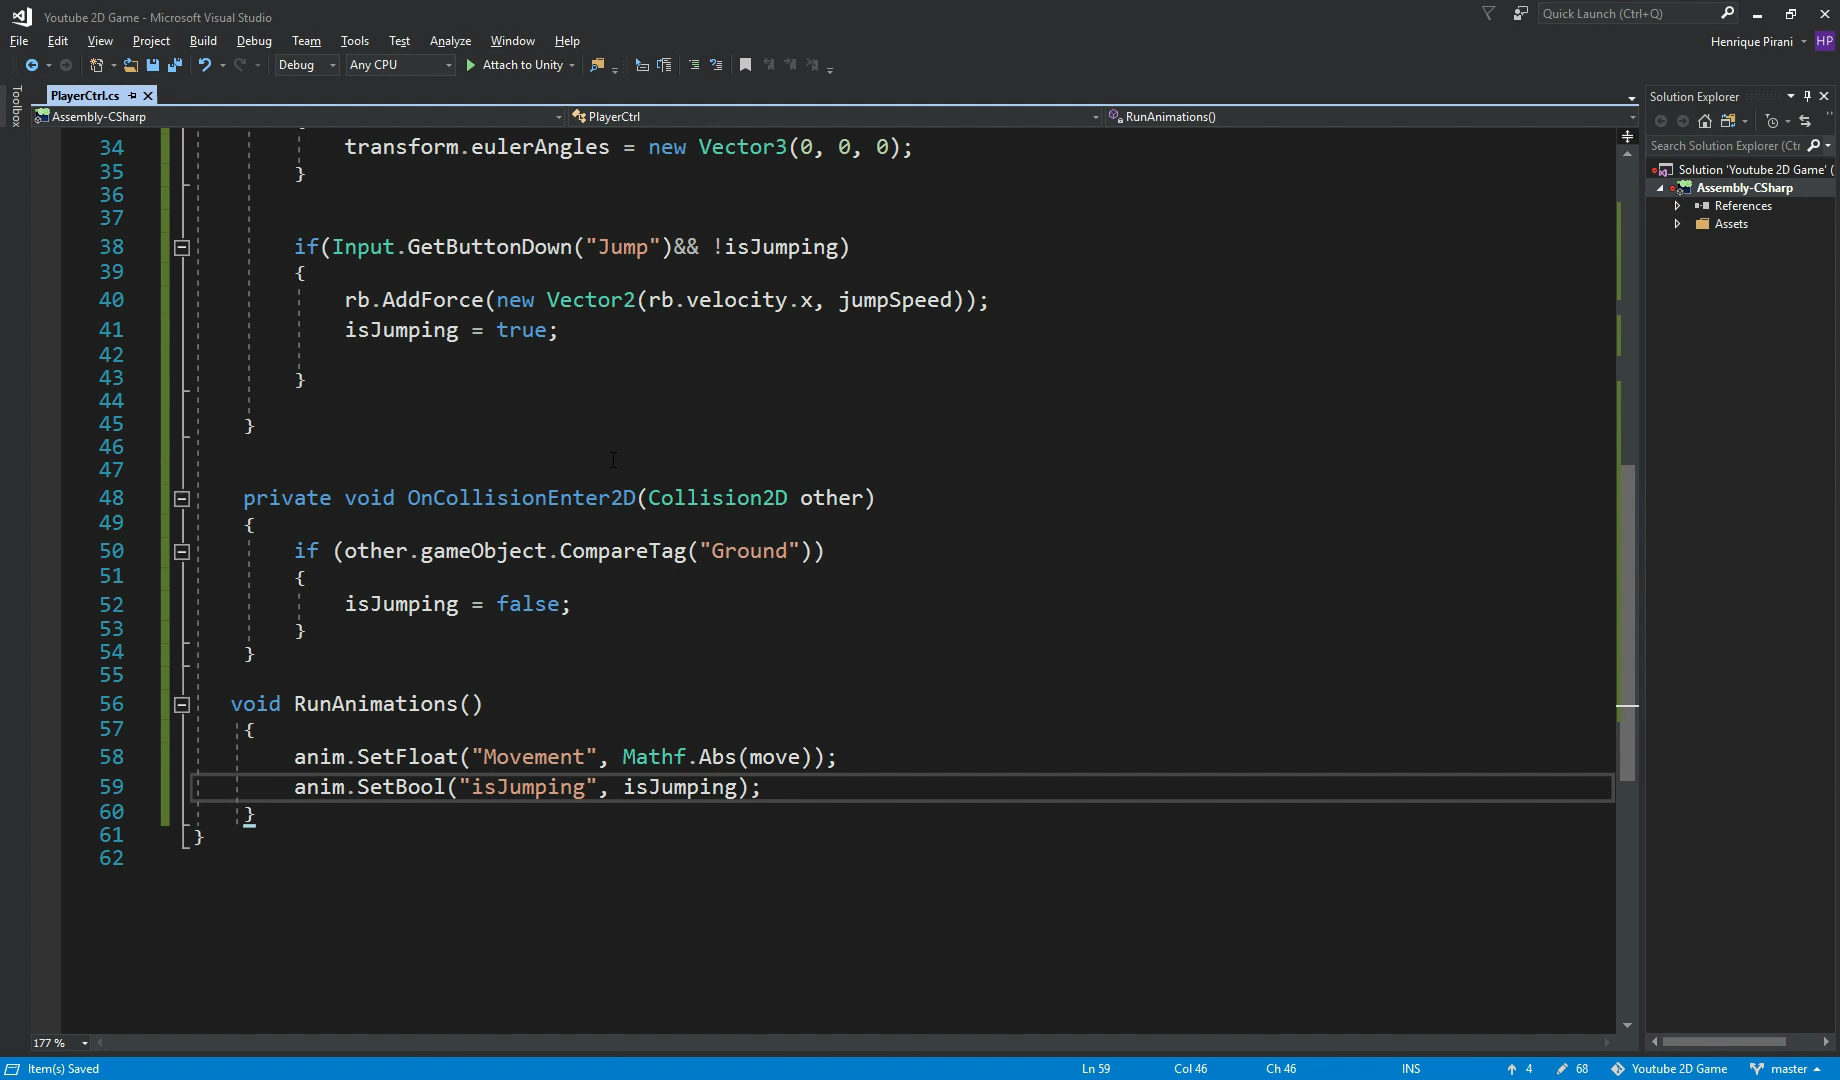 Youtube 2D Game - Microsoft Visual Studio
Quick Launch (Ctrl+Q)
File Edit View Project Build Debug Team Tools Test Analyze Window Help
Henrique Pirani HP
Debug Any CPU Attach to Unity
Toolbox
PlayerCtrl.cs
Assembly-CSharp PlayerCtrl RunAnimations()
34 transform.eulerAngles = new Vector3(0, 0, 0);
35 }
36
37
38 if(Input.GetButtonDown("Jump")&& !isJumping)
39 {
40 rb.AddForce(new Vector2(rb.velocity.x, jumpSpeed));
41 isJumping = true;
42
43 }
44
45 }
46
47
48 private void OnCollisionEnter2D(Collision2D other)
49 {
50 if (other.gameObject.CompareTag("Ground"))
51 {
52 isJumping = false;
53 }
54 }
55
56 void RunAnimations()
57 {
58 anim.SetFloat("Movement", Mathf.Abs(move));
59 anim.SetBool("isJumping", isJumping);
60 }
61 }
62
Solution Explorer
Search Solution Explorer (Ctr
Solution 'Youtube 2D Game' (
Assembly-CSharp
References
Assets
177 %
Item(s) Saved Ln 59 Col 46 Ch 46 INS 4 68 Youtube 2D Game master